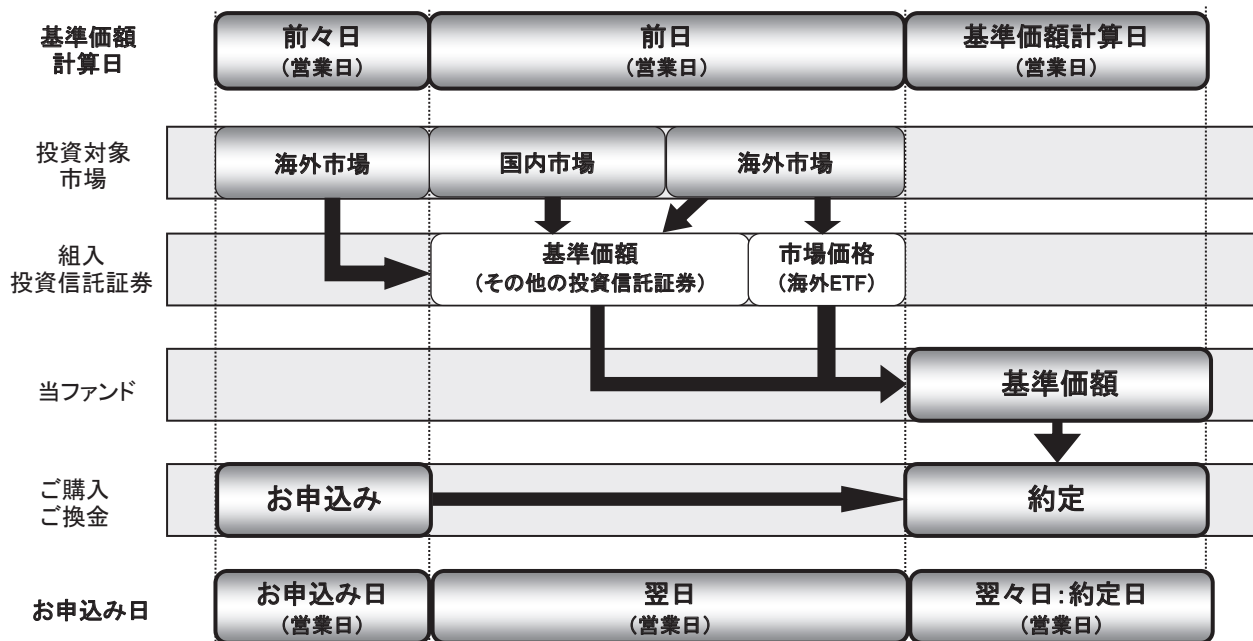 基準価額
計算日
前々日
(営業日)
前日
(営業日)
基準価額計算日
(営業日)
投資対象
市場
海外市場
国内市場
海外市場
組入
投資信託証券
基準価額
(その他の投資信託証券)
市場価格
(海外ETF)
当ファンド
基準価額
ご購入
ご換金
お申込み
約定
お申込み日
お申込み日
(営業日)
翌日
(営業日)
翌々日:約定日
(営業日)